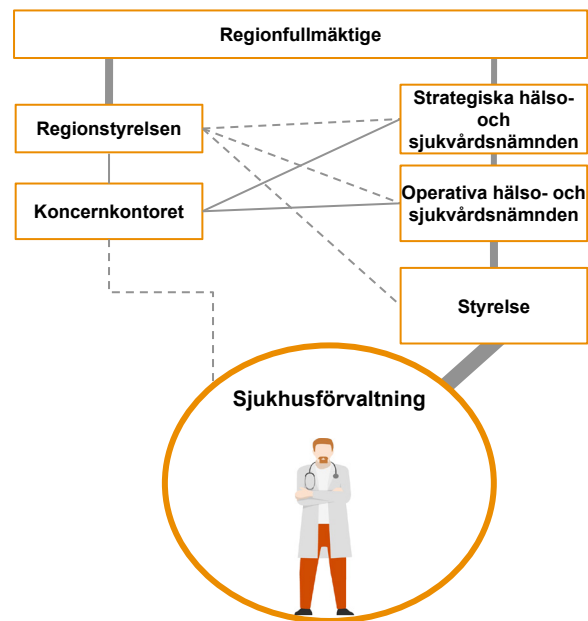 Regionfullmäktige
Regionstyrelsen
Strategiska hälso-
och
sjukvårdsnämnden
Koncernkontoret
Operativa hälso- och
sjukvårdsnämnden
Styrelse
Sjukhusförvaltning